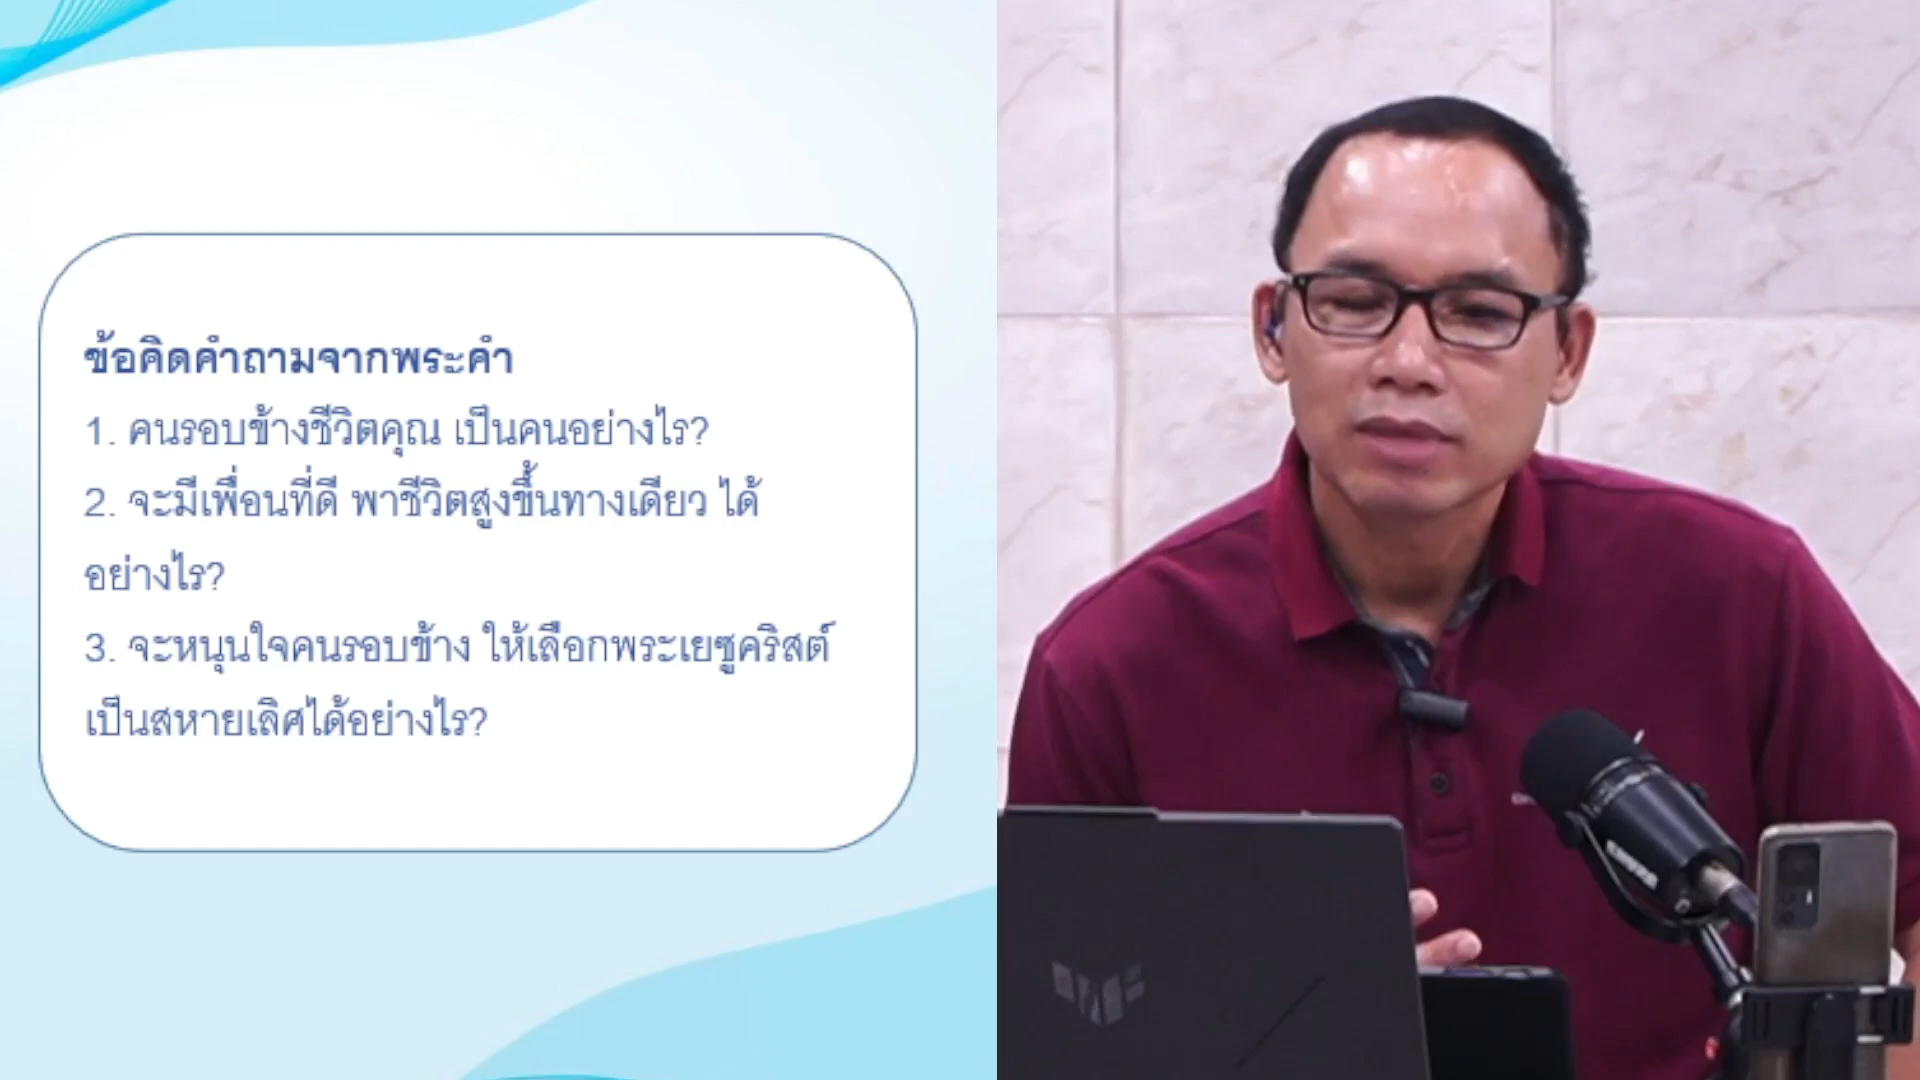 ข้อคิดคำถามจากพระคำ
1. คนรอบข้างชีวิตคุณ เป็นคนอย่างไร?
2. จะมีเพื่อนที่ดี พาชีวิตสูงขึ้นทางเดียว ได้
อย่างไร?
3. จะหนุนใจคนรอบข้าง ให้เลือกพระเยซูคริสต์
เป็นสหายเลิศได้อย่างไร?